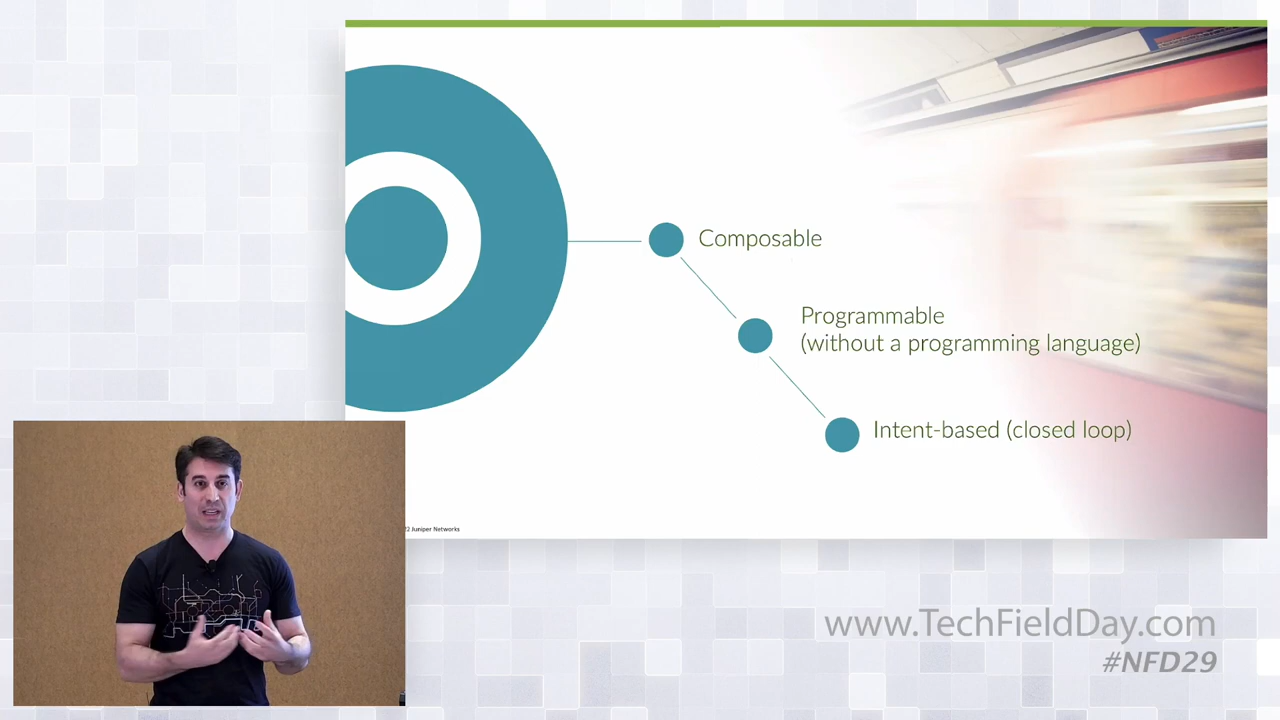 Composable
Programmable
(without a programming language)
Intent-based (closed loop)
Juniper Networks
www.TechFieldDay.com
#NFD29